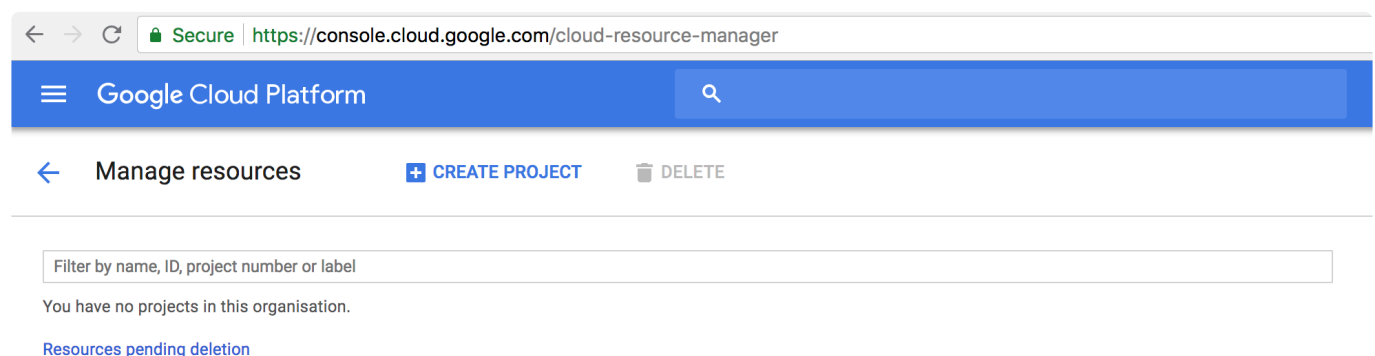 Secure https://console.cloud.google.com/cloud-resource-manager
Google Cloud Platform
Manage resources CREATE PROJECT DELETE
Filter by name, ID, project number or label
You have no projects in this organisation.
Resources pending deletion